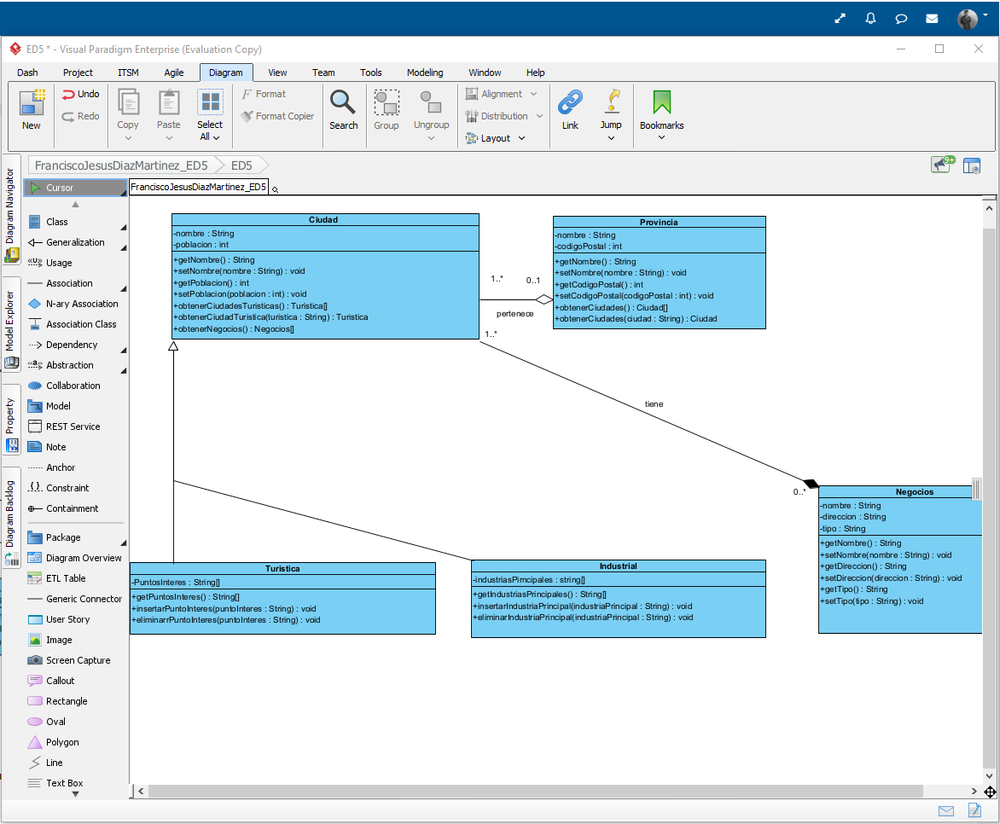 ED5 * - Visual Paradigm Enterprise (Evaluation Copy)
Dash Project ITSM Agile Diagram View Team Tools Modeling Window Help
New
Undo
Redo
Copy
Paste
Select
All
Format
Format Copier
Search
Group
Ungroup
Alignment
Distribution
Layout
Link
Jump
Bookmarks
FranciscoJesusDiazMartinez_ED5 ED5
9+
Diagram Navigator
Model Explorer
Property
Diagram Backlog
Cursor
Class
Generalization
Usage
Association
N-ary Association
Association Class
Dependency
Abstraction
Collaboration
Model
REST Service
Note
Anchor
Constraint
Containment
Package
Diagram Overview
ETL Table
Generic Connector
User Story
Image
Screen Capture
Callout
Rectangle
Oval
Polygon
Line
Text Box
FranciscoJesusDiazMartinez_ED5
Ciudad
-nombre : String
-poblacion : int
+getNombre() : String
+setNombre(nombre : String) : void
+getPoblacion() : int
+setPoblacion(poblacion : int) : void
+obtenerCiudadesTuristicas() : Turistica[]
+obtenerCiudadTuristica(turistica : String) : Turistica
+obtenerNegocios() : Negocios[]
1..*
0..1
pertenece
1..*
Provincia
-nombre : String
-codigoPostal : int
+getNombre() : String
+setNombre(nombre : String) : void
+getCodigoPostal() : int
+setCodigoPostal(codigoPostal : int) : void
+obtenerCiudades() : Ciudad[]
+obtenerCiudades(ciudad : String) : Ciudad
tiene
0..*
Negocios
-nombre : String
-direccion : String
-tipo : String
+getNombre() : String
+setNombre(nombre : String) : void
+getDireccion() : String
+setDireccion(direccion : String) : void
+getTipo() : String
+setTipo(tipo : String) : void
Turistica
-PuntosInteres : String[]
+getPuntosInteres() : String[]
+insertarPuntoInteres(puntoInteres : String) : void
+eliminarrPuntoInteres(puntoInteres : String) : void
Industrial
-industriasPirncipales : string[]
+getIndustriasPrincipales() : String[]
+insertarIndustriaPrincipal(industriaPrincipal : String) : void
+eliminarIndustriaPrincipal(industriaPrincipal : String) : void